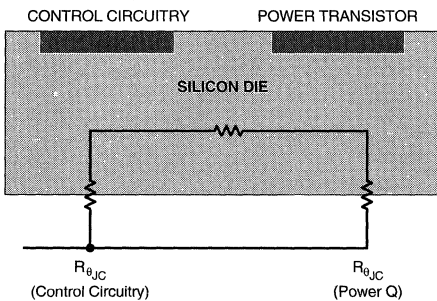 CONTROL CIRCUITRY POWER TRANSISTOR
SILICON DIE
RθJC RθJC
(Control Circuitry) (Power Q)